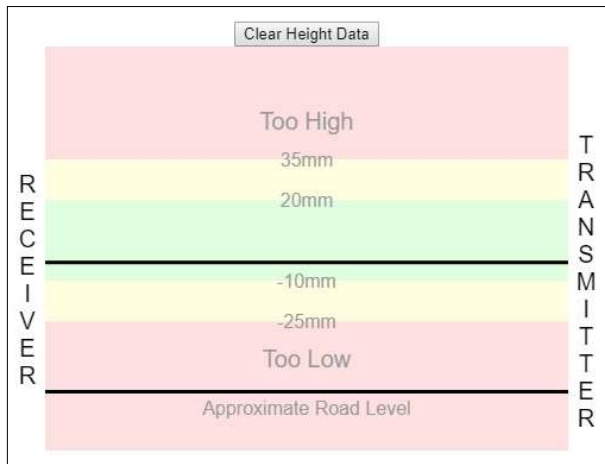 Clear Height Data
Too High
35mm
20mm
-10mm
-25mm
Too Low
Approximate Road Level
RECEIVER
TRANSMITTER